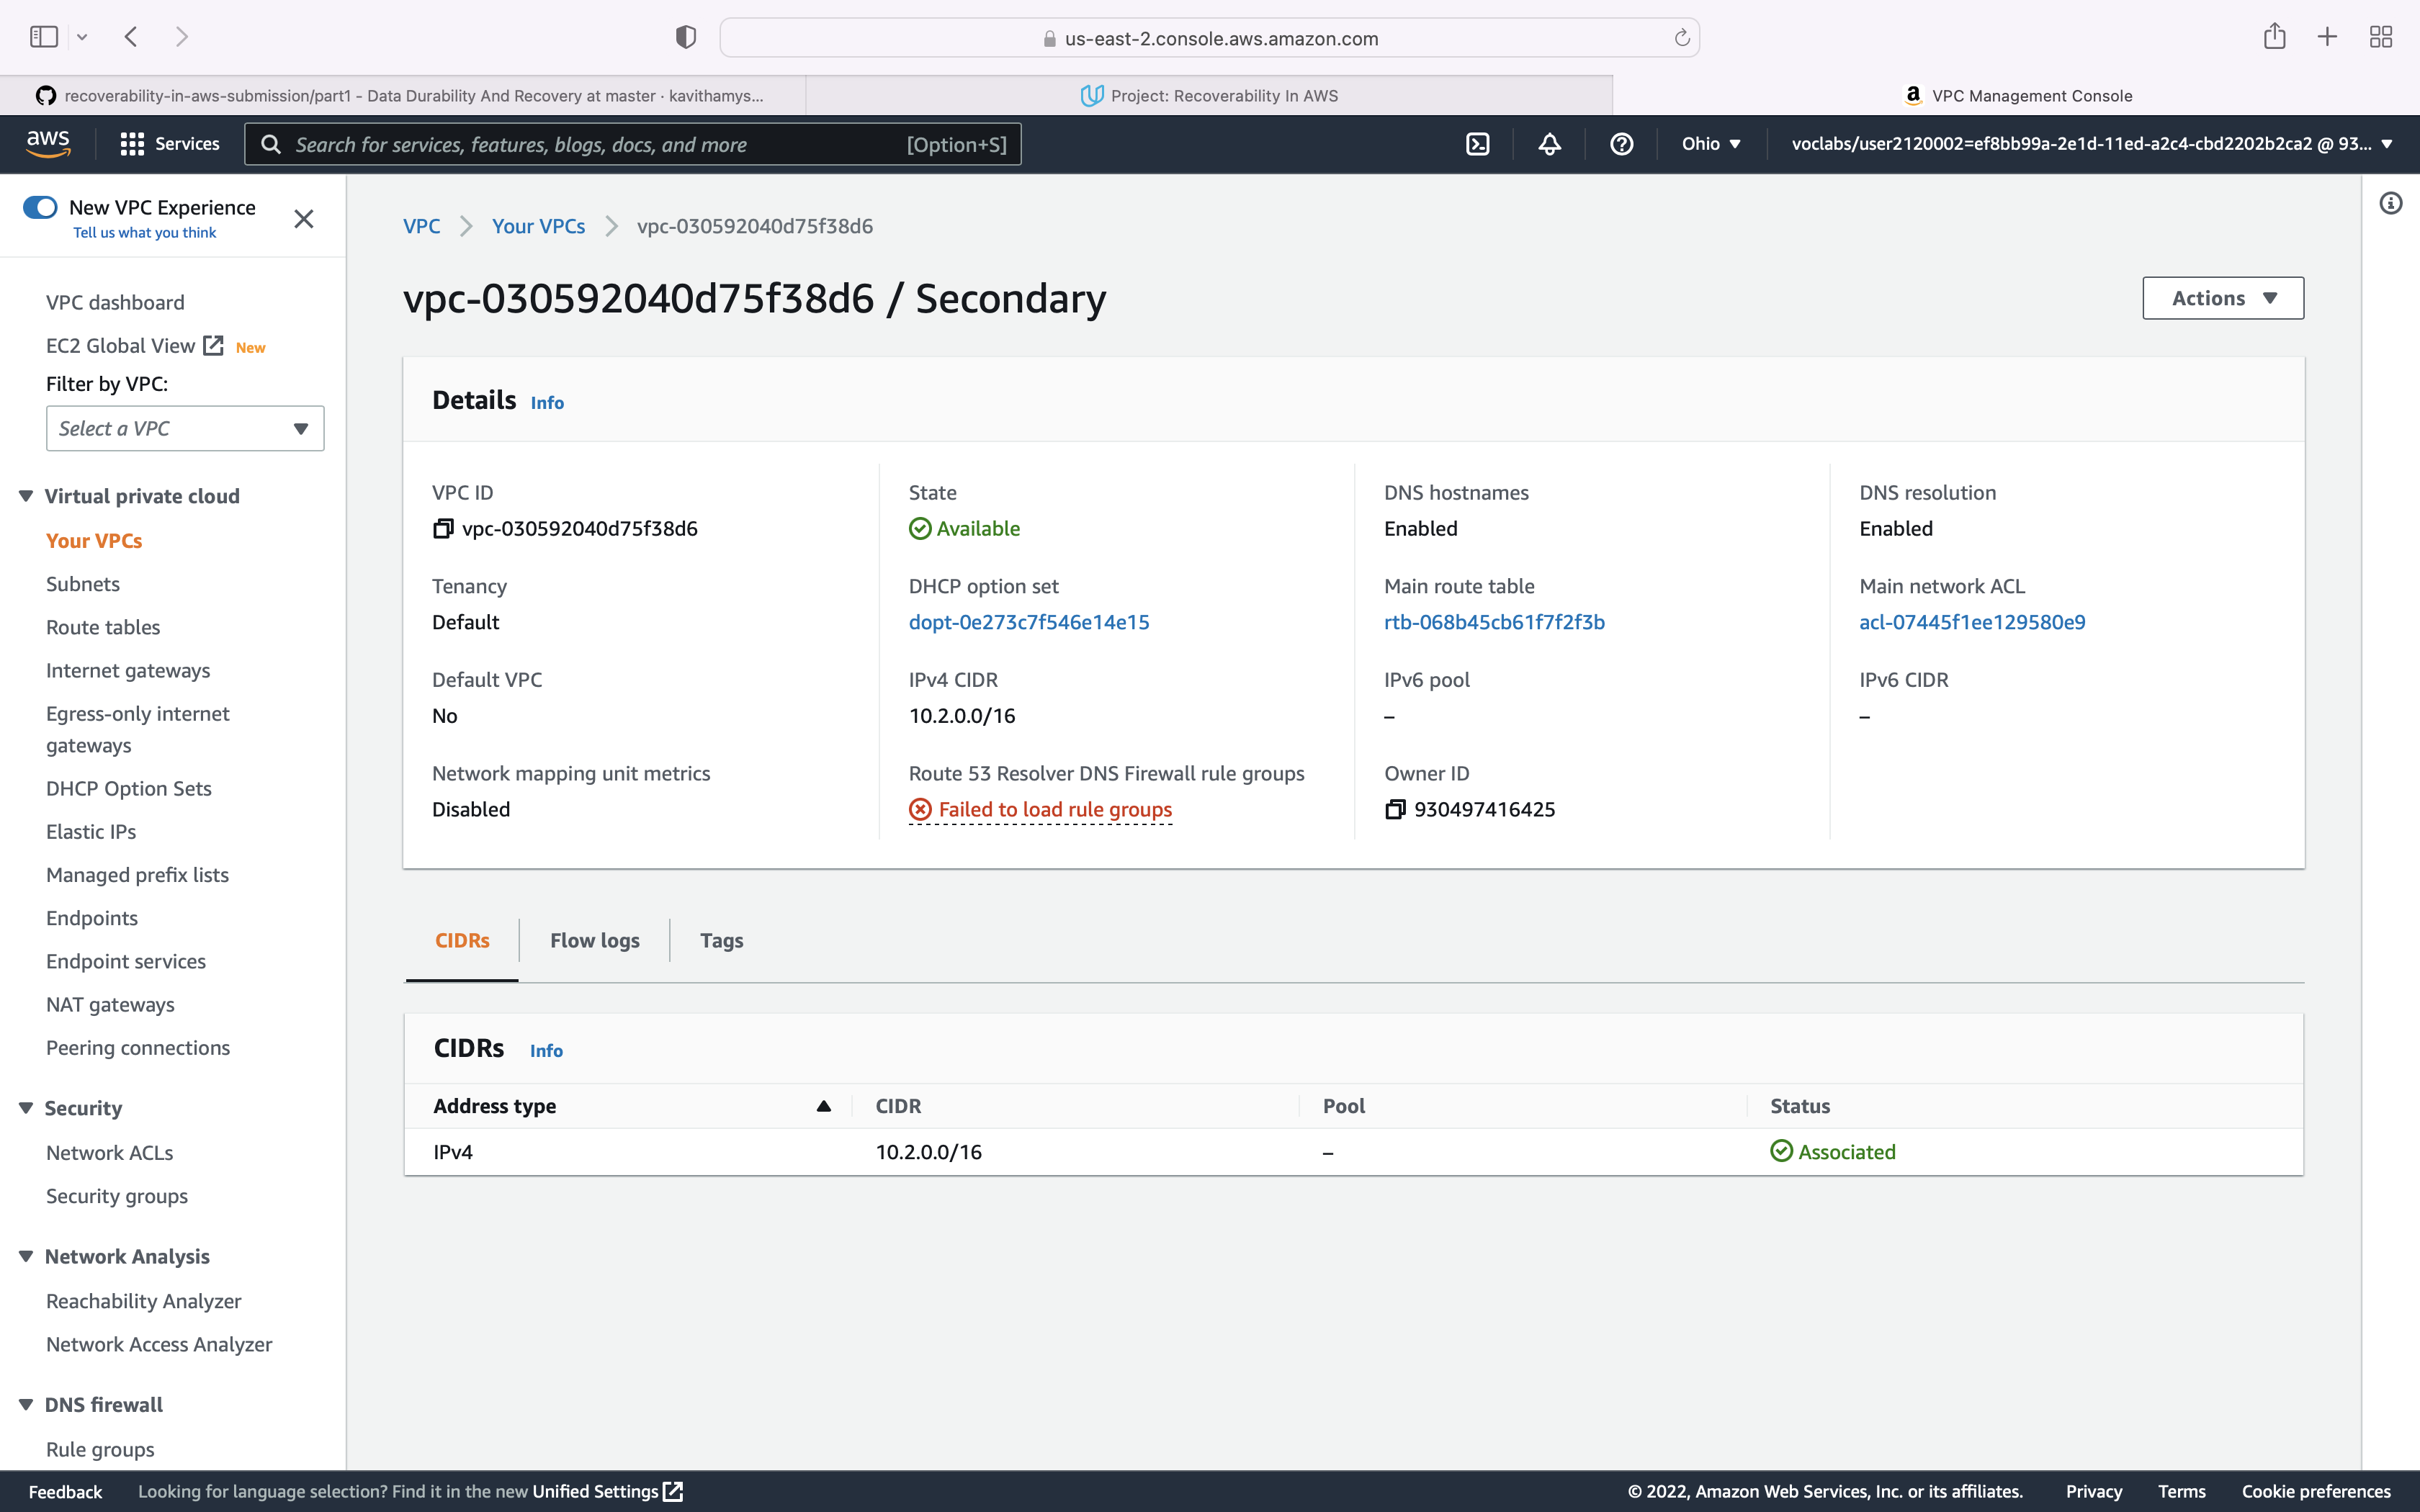 us-east-2.console.aws.amazon.com
recoverability-in-aws-submission/part1 - Data Durability And Recovery at master · kavithamys...
Project: Recoverability In AWS
a VPC Management Console
aws
Services
Search for services, features, blogs, docs, and more
[Option+S]
Ohio
voclabs/user2120002=ef8bb99a-2e1d-11ed-a2c4-cbd2202b2ca2 @ 93...
New VPC Experience
Tell us what you think
VPC dashboard
EC2 Global View New
Filter by VPC:
Select a VPC
Virtual private cloud
Your VPCs
Subnets
Route tables
Internet gateways
Egress-only internet
gateways
DHCP Option Sets
Elastic IPs
Managed prefix lists
Endpoints
Endpoint services
NAT gateways
Peering connections
Security
Network ACLs
Security groups
Network Analysis
Reachability Analyzer
Network Access Analyzer
DNS firewall
Rule groups
VPC
Your VPCs
vpc-030592040d75f38d6
vpc-030592040d75f38d6 / Secondary
Actions
Details Info
VPC ID
vpc-030592040d75f38d6
State
Available
DNS hostnames
Enabled
DNS resolution
Enabled
Tenancy
Default
DHCP option set
dopt-0e273c7f546e14e15
Main route table
rtb-068b45cb61f7f2f3b
Main network ACL
acl-07445f1ee129580e9
Default VPC
No
IPv4 CIDR
10.2.0.0/16
IPv6 pool
–
IPv6 CIDR
–
Network mapping unit metrics
Disabled
Route 53 Resolver DNS Firewall rule groups
Failed to load rule groups
Owner ID
930497416425
CIDRs
Flow logs
Tags
CIDRs Info
Address type CIDR Pool Status
IPv4 10.2.0.0/16 – Associated
Feedback
Looking for language selection? Find it in the new Unified Settings
© 2022, Amazon Web Services, Inc. or its affiliates.
Privacy
Terms
Cookie preferences